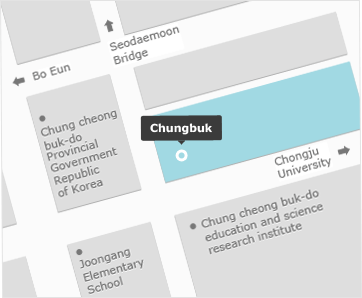 Seodaemoon
Bridge
Bo Eun
Chung cheong
buk-do
Provincial
Government
Republic
of Korea
Chungbuk
Chongju
University
Chung cheong buk-do
education and science
research institute
Joongang
Elementary
School